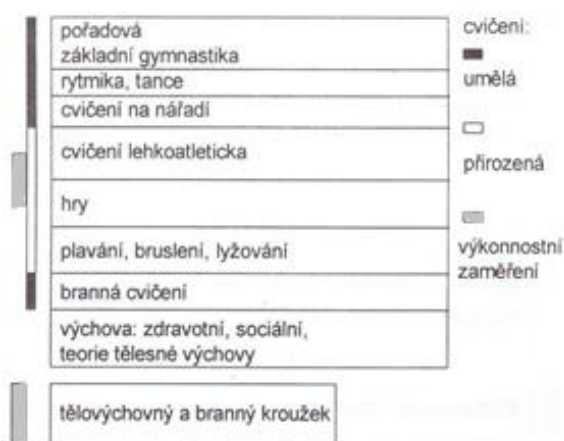 pořadová
základní gymnastika
rytmika, tance
cvičení na nářadí
cvičení lehkoatleticka
hry
plavání, bruslení, lyžování
branná cvičení
výchova: zdravotní, sociální,
teorie tělesné výchovy
tělovýchovný a branný kroužek
cvičení:
umělá
přirozená
výkonnostní
zaměření